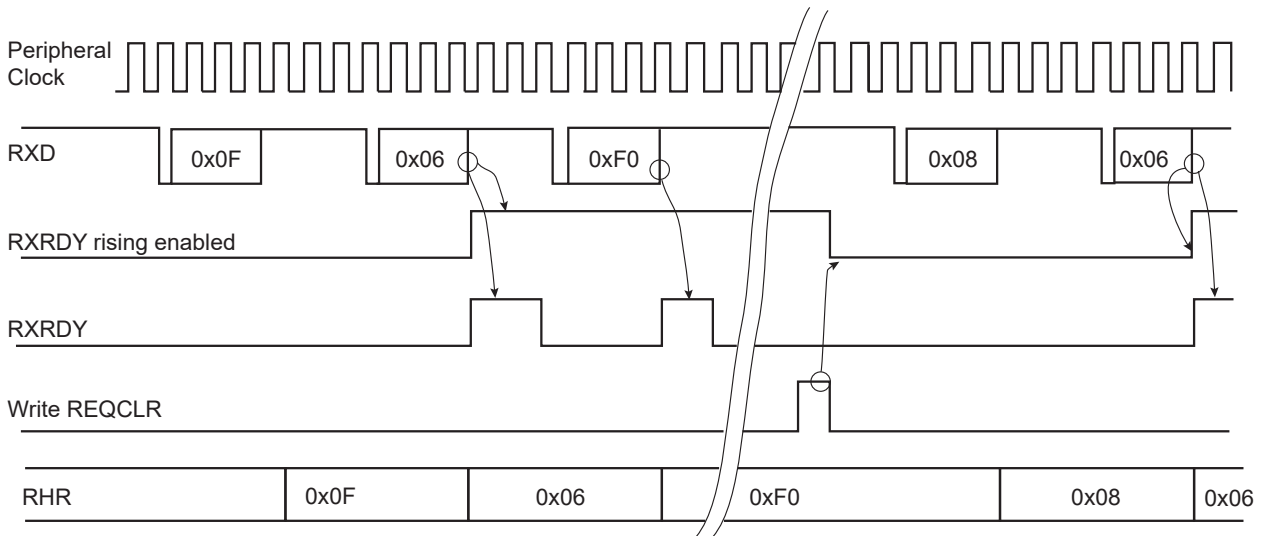 Peripheral
Clock
RXD
0x0F
0x06
0xF0
0x08
0x06
RXRDY rising enabled
RXRDY
Write REQCLR
RHR
0x0F
0x06
0xF0
0x08
0x06